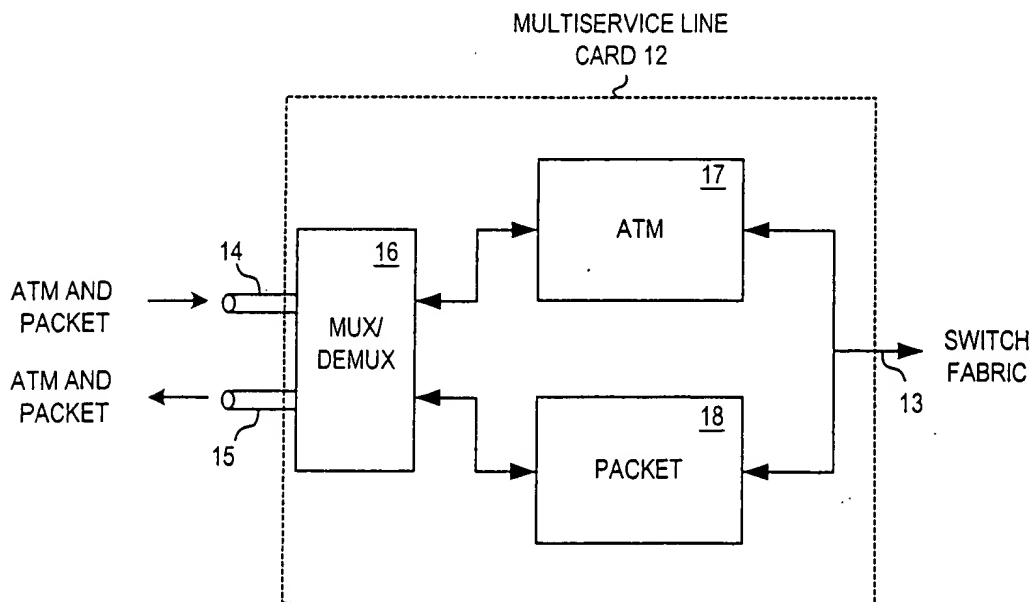 MULTISERVICE LINE
CARD 12
17
ATM
14
16
ATM AND
PACKET
MUX/
DEMUX
SWITCH
FABRIC
13
ATM AND
PACKET
15
18
PACKET